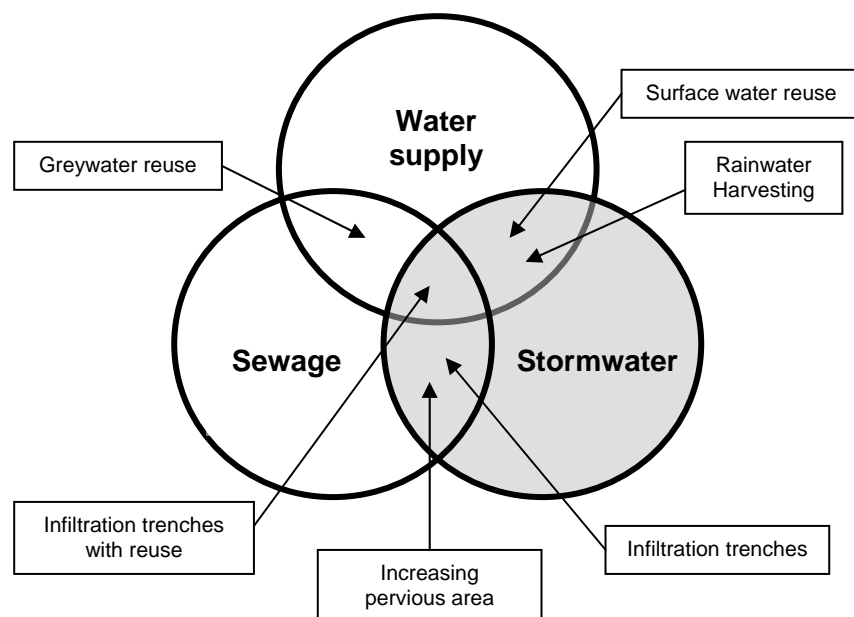 Surface water reuse
Water
supply
Greywater reuse
Rainwater
Harvesting
Sewage
Stormwater
Infiltration trenches
with reuse
Increasing
pervious area
Infiltration trenches